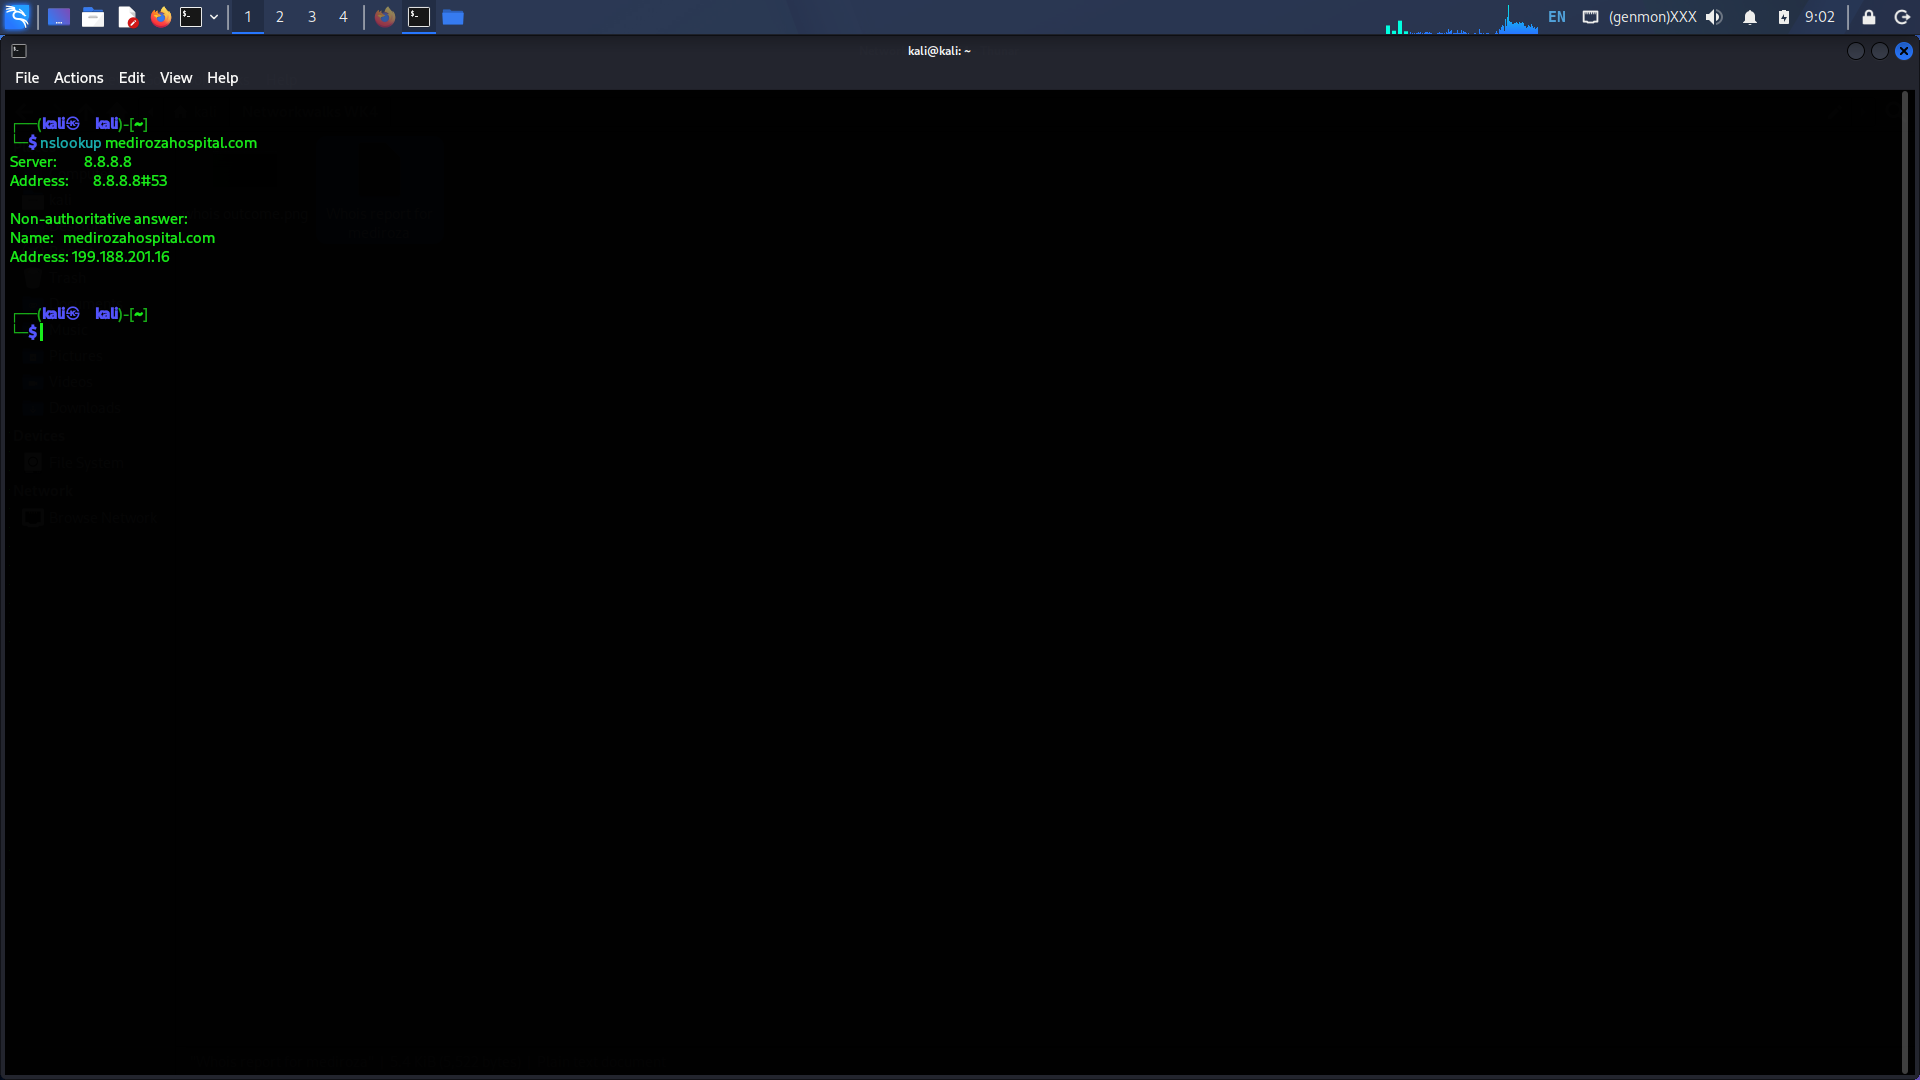 1 2 3 4 EN (genmon)XXX 9:02
kali@kali: ~
File Actions Edit View Help
┌──(kali㉿kali)-[~]
└─$ nslookup medirozahospital.com
Server: 8.8.8.8
Address: 8.8.8.8#53
Non-authoritative answer:
Name: medirozahospital.com
Address: 199.188.201.16
┌──(kali㉿kali)-[~]
└─$